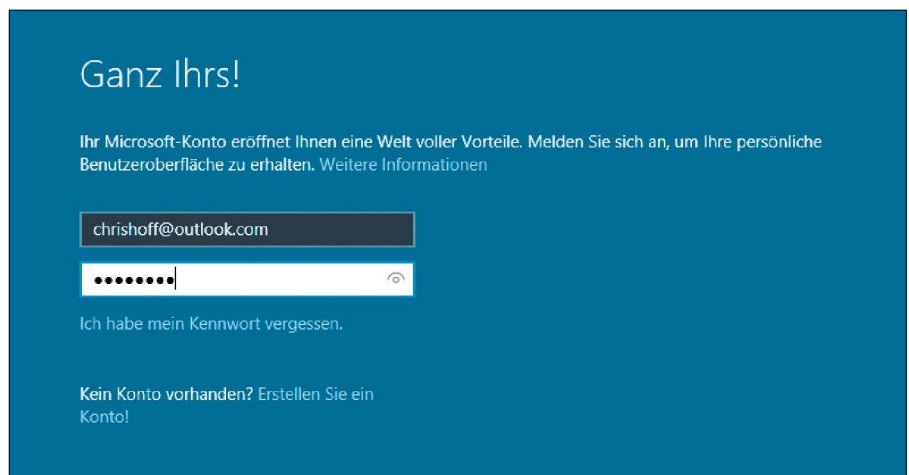 Ganz Ihrs!
Ihr Microsoft-Konto eröffnet Ihnen eine Welt voller Vorteile. Melden Sie sich an, um Ihre persönliche
Benutzeroberfläche zu erhalten. Weitere Informationen
chrishoff@outlook.com
●●●●●●●●
Ich habe mein Kennwort vergessen.
Kein Konto vorhanden? Erstellen Sie ein
Konto!